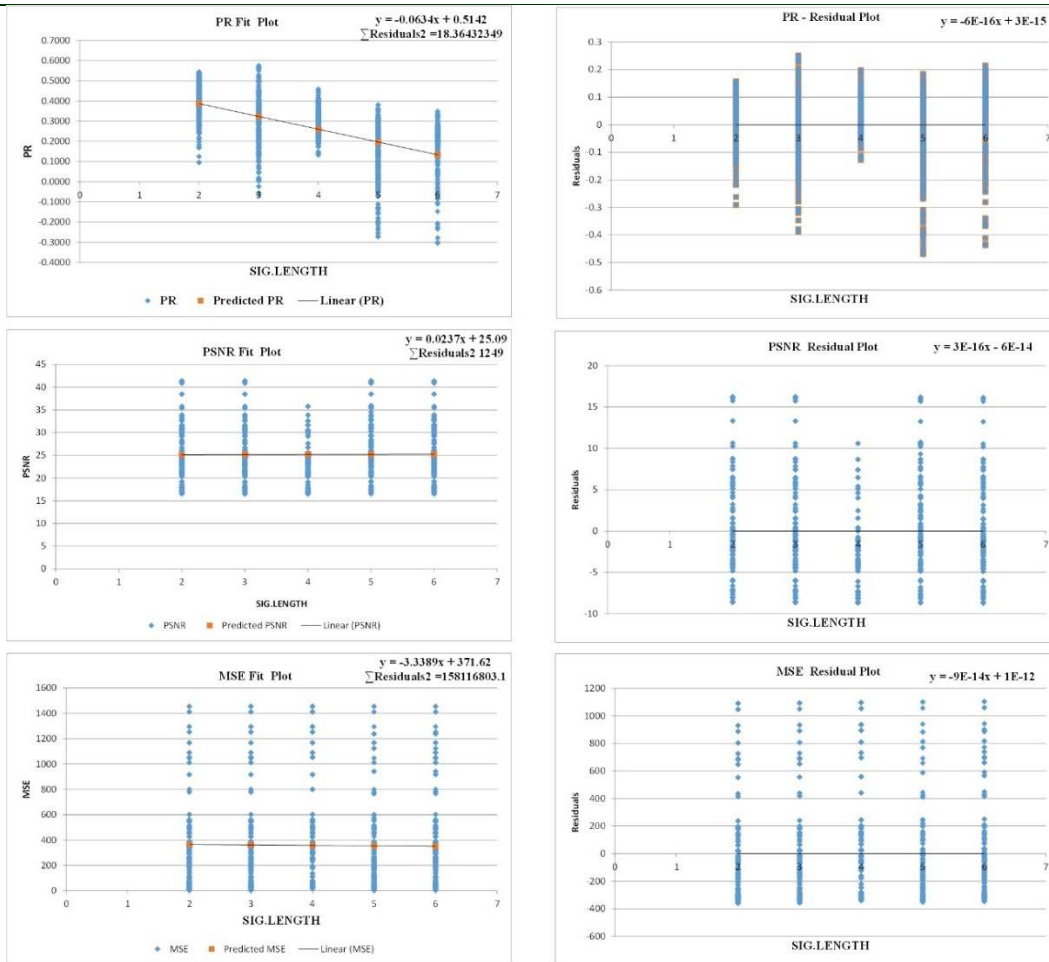 PR Fit Plot
y = -0.0634x + 0.5142
∑Residuals2 =18.36432349
0.7000
0.6000
0.5000
0.4000
0.3000
0.2000
0.1000
0.0000
-0.1000
-0.2000
-0.3000
-0.4000
PR
0 1 2 3 4 5 6 7
SIG.LENGTH
PR Predicted PR Linear (PR)
PR - Residual Plot
y = -6E-16x + 3E-15
0.3
0.2
0.1
0
-0.1
-0.2
-0.3
-0.4
-0.5
-0.6
Residuals
0 1 2 3 4 5 6 7
SIG.LENGTH
PSNR Fit Plot
y = 0.0237x + 25.09
∑Residuals2 1249
45
40
35
30
25
20
15
10
5
0
PSNR
0 1 2 3 4 5 6 7
SIG.LENGTH
PSNR Predicted PSNR Linear (PSNR)
PSNR Residual Plot
y = 3E-16x - 6E-14
20
15
10
5
0
-5
-10
Residuals
0 1 2 3 4 5 6 7
SIG.LENGTH
MSE Fit Plot
y = -3.3389x + 371.62
∑Residuals2 =158116803.1
1600
1400
1200
1000
800
600
400
200
0
MSE
0 1 2 3 4 5 6 7
SIG.LENGTH
MSE Predicted MSE Linear (MSE)
MSE Residual Plot
y = -9E-14x + 1E-12
1200
1000
800
600
400
200
0
-200
-400
-600
Residuals
0 1 2 3 4 5 6 7
SIG.LENGTH